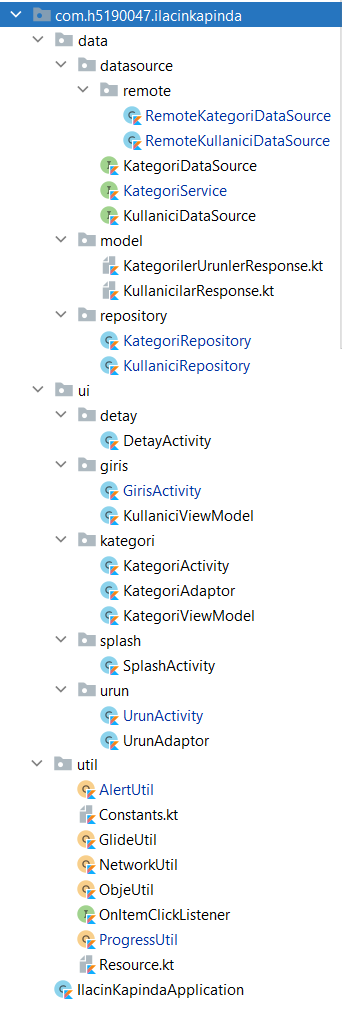 com.h5190047.ilacinkapinda
data
datasource
remote
RemoteKategoriDataSource
RemoteKullaniciDataSource
KategoriDataSource
KategoriService
KullaniciDataSource
model
KategorilerUrunlerResponse.kt
KullanicilarResponse.kt
repository
KategoriRepository
KullaniciRepository
ui
detay
DetayActivity
giris
GirisActivity
KullaniciViewModel
kategori
KategoriActivity
KategoriAdaptor
KategoriViewModel
splash
SplashActivity
urun
UrunActivity
UrunAdaptor
util
AlertUtil
Constants.kt
GlideUtil
NetworkUtil
ObjeUtil
OnItemClickListener
ProgressUtil
Resource.kt
IlacinKapindaApplication